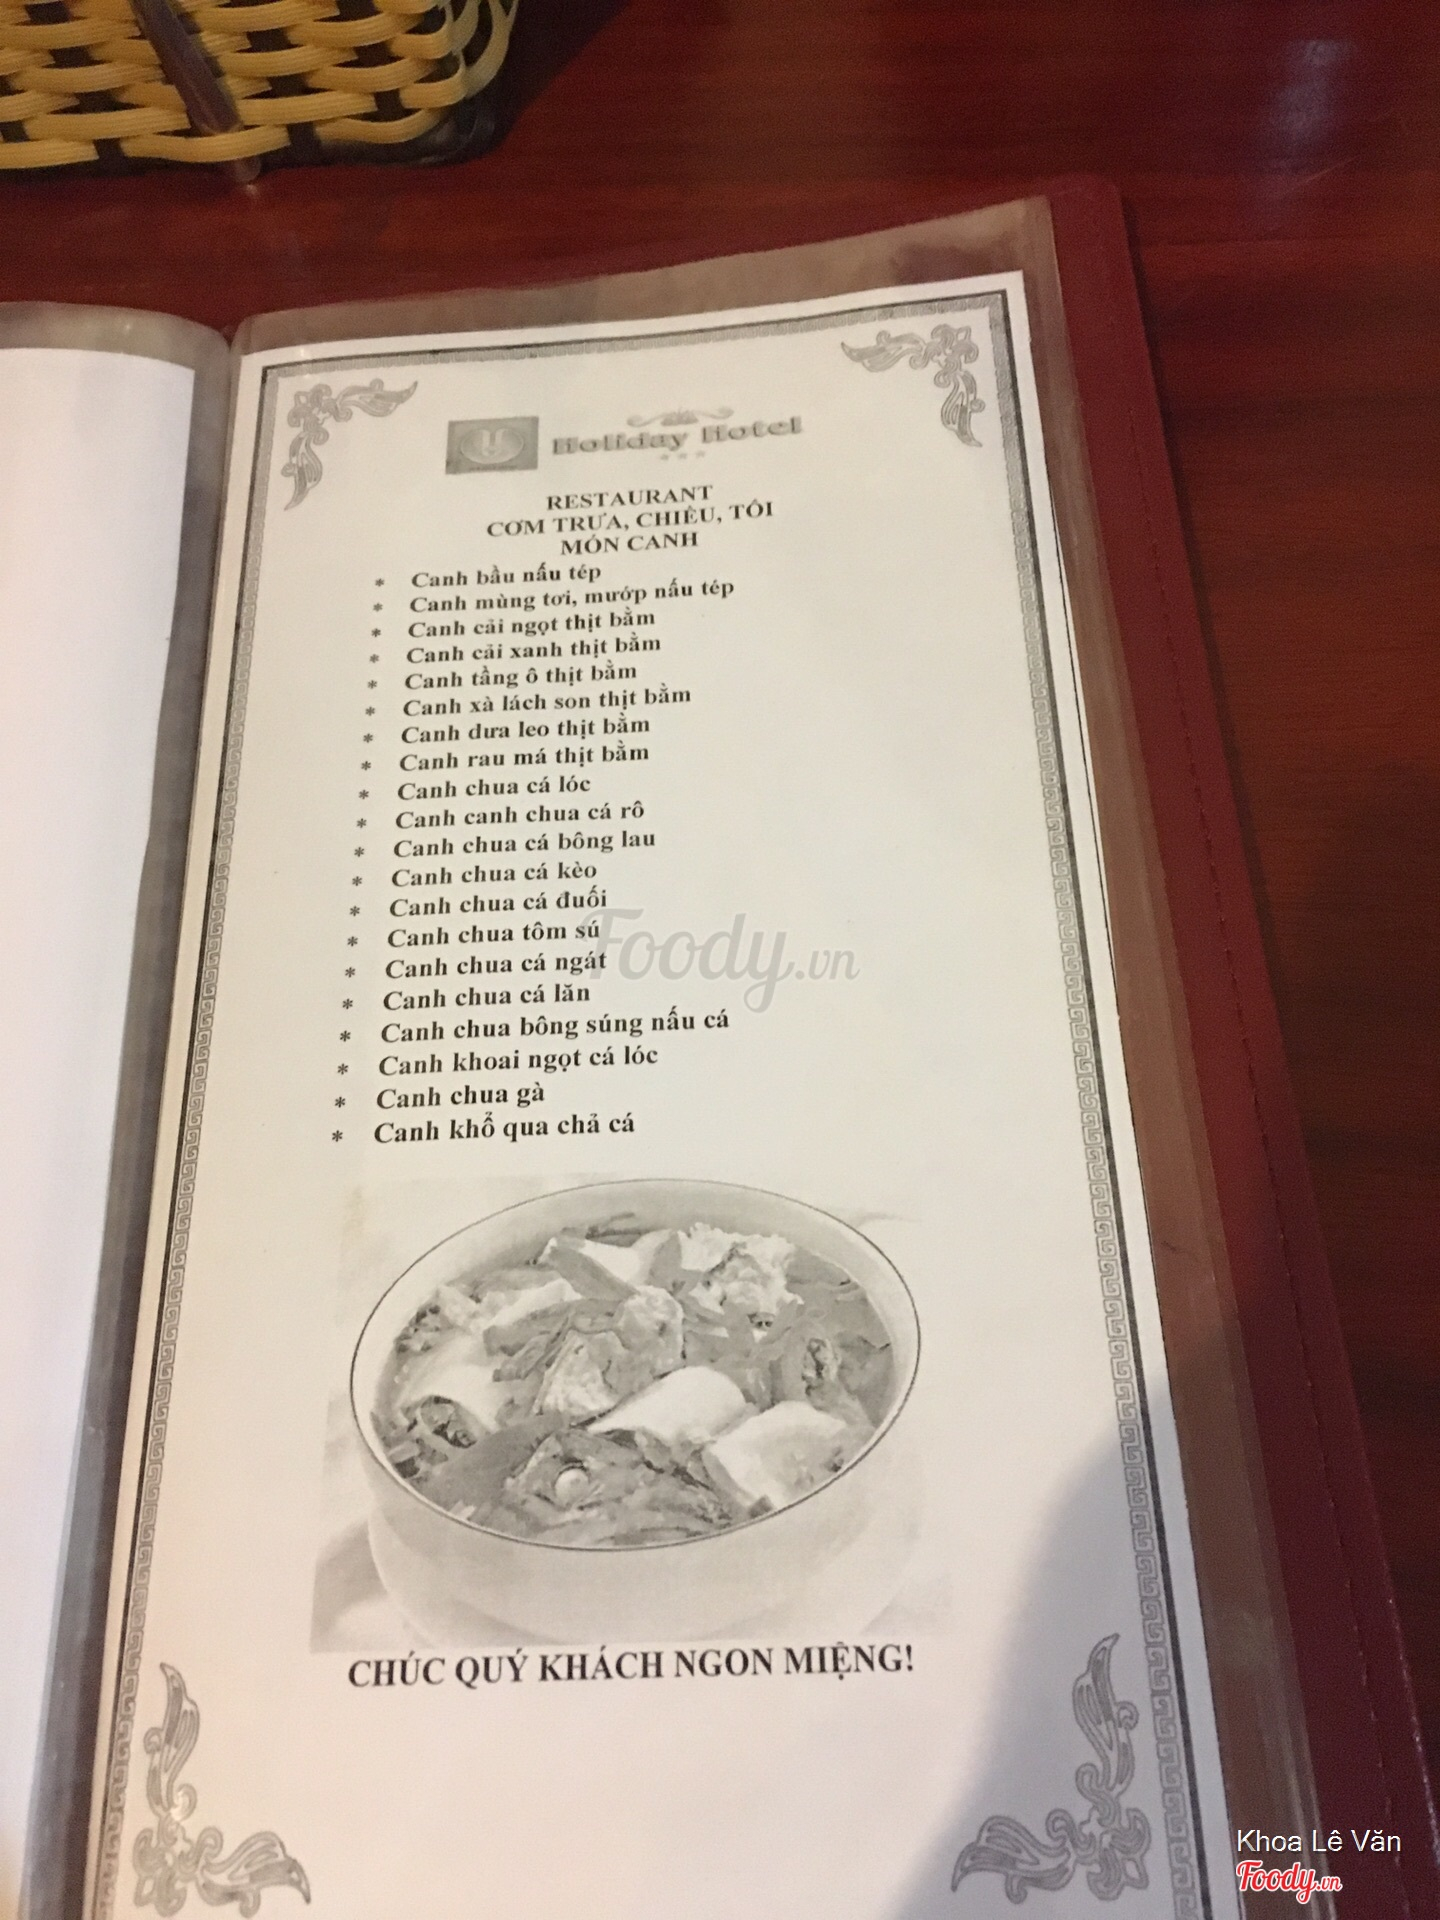 Holiday Hotel
RESTAURANT
CƠM TRƯA, CHIỀU, TỐI
MÓN CANH
* Canh bầu nấu tép
* Canh mùng tơi, mướp nấu tép
* Canh cải ngọt thịt bằm
* Canh cải xanh thịt bằm
* Canh tầng ô thịt bằm
* Canh xà lách son thịt bằm
* Canh dưa leo thịt bằm
* Canh rau má thịt bằm
* Canh chua cá lóc
* Canh canh chua cá rô
* Canh chua cá bông lau
* Canh chua cá kèo
* Canh chua cá đuối
* Canh chua tôm sú
* Canh chua cá ngát
* Canh chua cá lăn
* Canh chua bông súng nấu cá
* Canh khoai ngọt cá lóc
* Canh chua gà
* Canh khổ qua chả cá
Foody.vn
CHÚC QUÝ KHÁCH NGON MIỆNG!
Khoa Lê Văn
Foody.vn